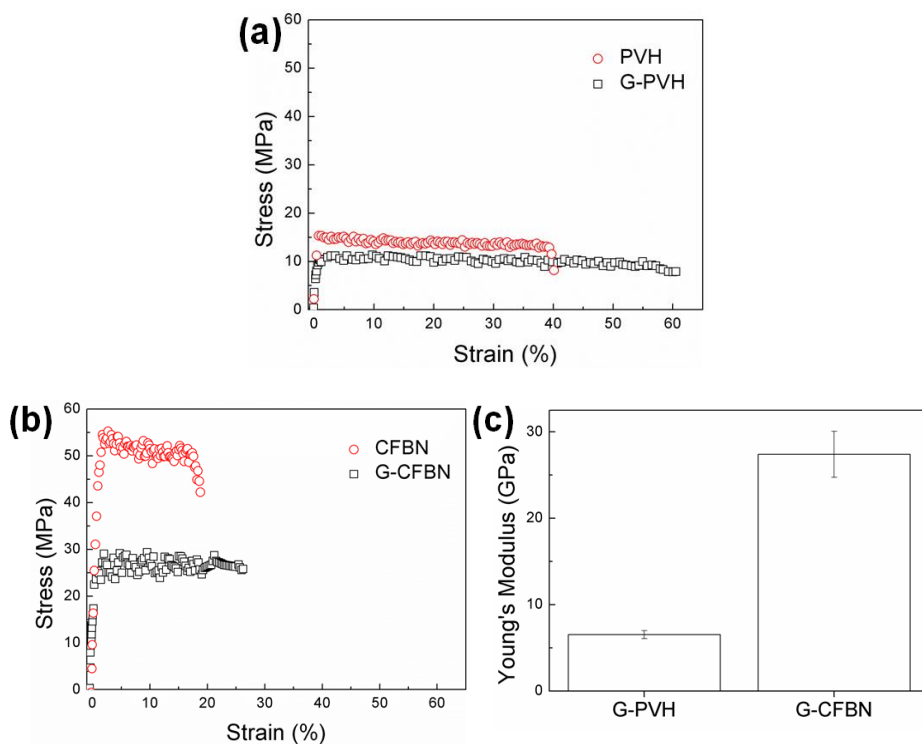 (a)
60
50
40
30
20
10
0
Stress (MPa)
PVH
G-PVH
0 10 20 30 40 50 60
Strain (%)
(b)
60
50
40
30
20
10
0
Stress (MPa)
CFBN
G-CFBN
0 10 20 30 40 50 60
Strain (%)
(c)
30
20
10
0
Young's Modulus (GPa)
G-PVH G-CFBN